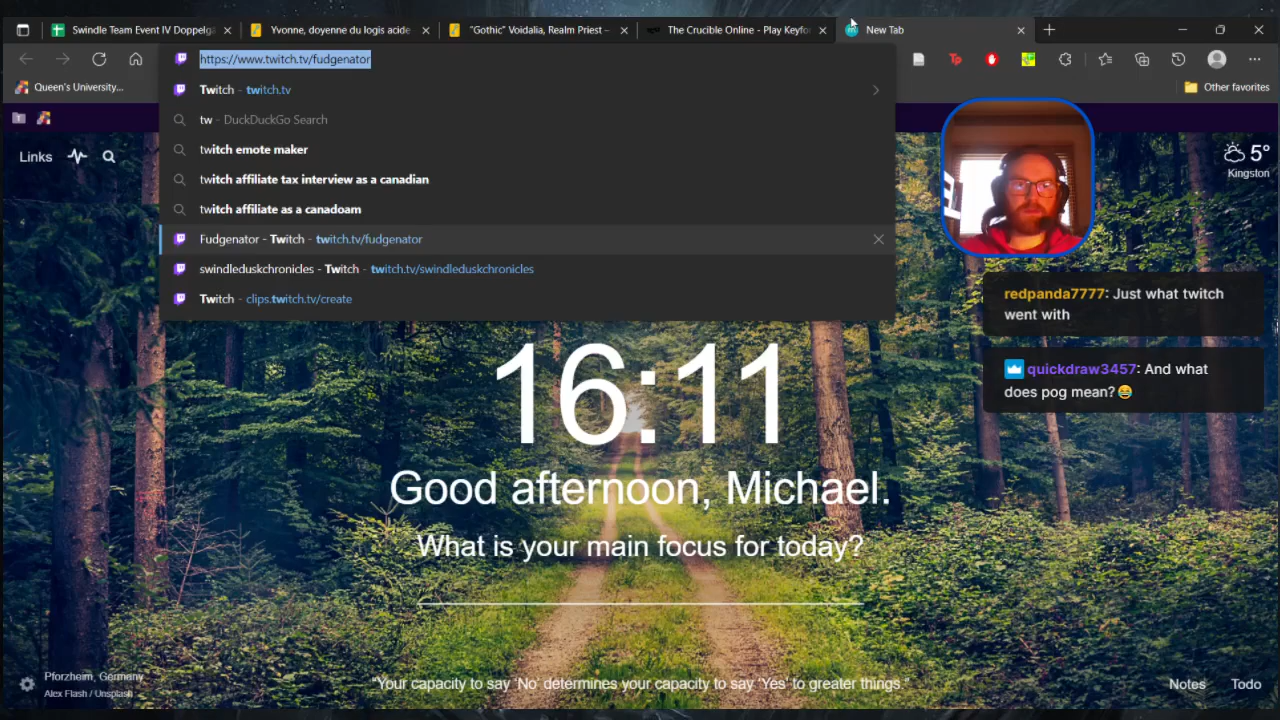 Swindle Team Event IV Doppelgä
Yvonne, doyenne du logis acide
"Gothic" Voidalia, Realm Priest –
The Crucible Online - Play Keyfor
New Tab
https://www.twitch.tv/fudgenator
Queen's University...
Other favorites
Twitch - twitch.tv
tw - DuckDuckGo Search
twitch emote maker
twitch affiliate tax interview as a canadian
twitch affiliate as a canadoam
Fudgenator - Twitch - twitch.tv/fudgenator
swindleduskchronicles - Twitch - twitch.tv/swindleduskchronicles
Twitch - clips.twitch.tv/create
Links
5°
Kingston
redpanda7777: Just what twitch
went with
quickdraw3457: And what
does pog mean?😂
16:11
Good afternoon, Michael.
What is your main focus for today?
Pforzheim, Germany
Alex Flash / Unsplash
"Your capacity to say 'No' determines your capacity to say 'Yes' to greater things."
Notes
Todo